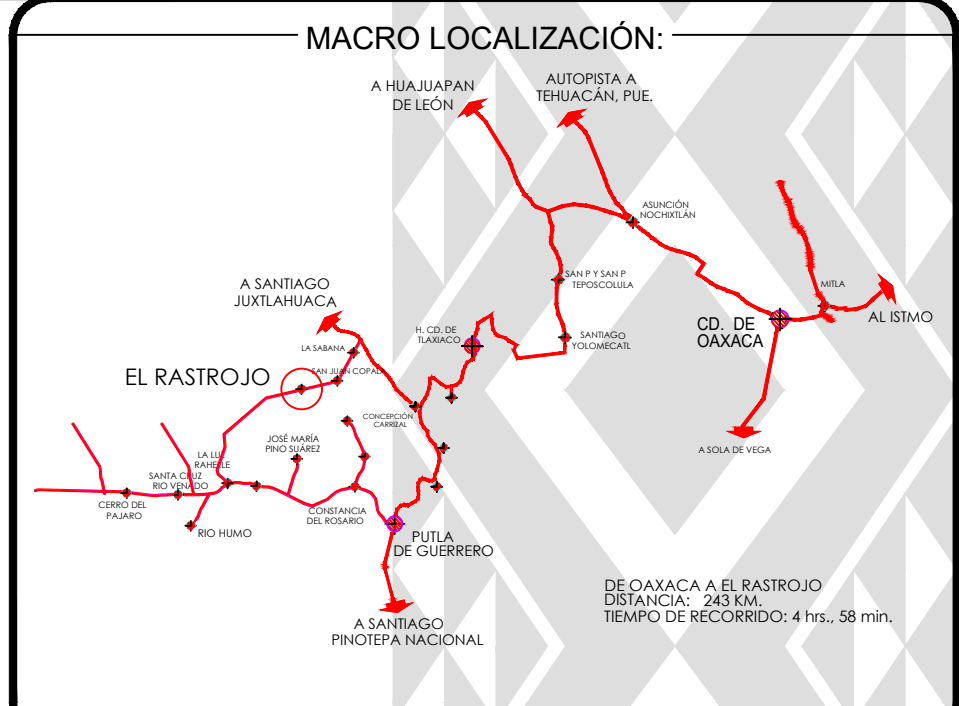 MACRO LOCALIZACIÓN:
A HUAJUAPAN
DE LEÓN
AUTOPISTA A
TEHUACÁN, PUE.
ASUNCIÓN
NOCHIXTLÁN
SAN P Y SAN P
TEPOSCOLULA
MITLA
A SANTIAGO
JUXTLAHUACA
H. CD. DE
TLAXIACO
SANTIAGO
YOLOMECATL
CD. DE
OAXACA
AL ISTMO
LA SABANA
SAN JUAN COPALA
EL RASTROJO
CONCEPCIÓN
CARRIZAL
JOSÉ MARÍA
PINO SUÁREZ
A SOLA DE VEGA
LA LUZ
SANTA CRUZ
RIO VENADO
CERRO DEL
PAJARO
CONSTANCIA
DEL ROSARIO
RIO HUMO
PUTLA
DE GUERRERO
DE OAXACA A EL RASTROJO
DISTANCIA: 243 KM.
TIEMPO DE RECORRIDO: 4 hrs., 58 min.
A SANTIAGO
PINOTEPA NACIONAL